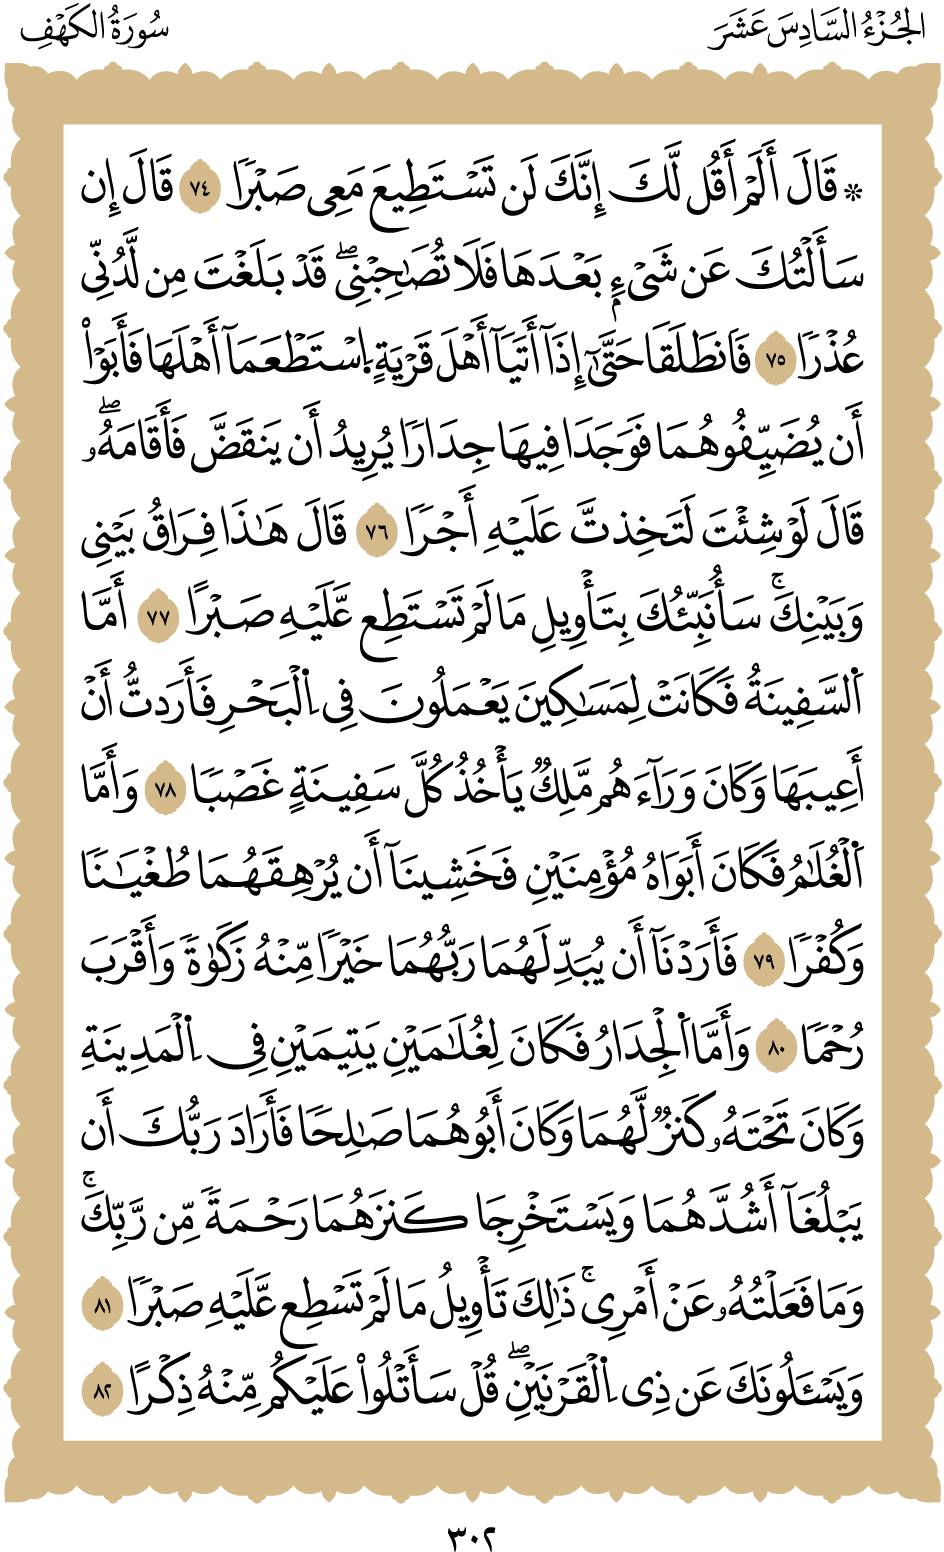 الجُزْءُ السَّادِسَ عَشَرَ
سُورَةُ الكَهْفِ
۞ قَالَ أَلَمْ أَقُل لَّكَ إِنَّكَ لَن تَسْتَطِيعَ مَعِى صَبْرًا ٧٤ قَالَ إِن
سَأَلْتُكَ عَن شَىْءٍۭ بَعْدَهَا فَلَا تُصَٰحِبْنِىۖ قَدْ بَلَغْتَ مِن لَّدُنِّى
عُذْرًا ٧٥ فَٱنطَلَقَا حَتَّىٰٓ إِذَآ أَتَيَآ أَهْلَ قَرْيَةٍ ٱسْتَطْعَمَآ أَهْلَهَا فَأَبَوْا۟
أَن يُضَيِّفُوهُمَا فَوَجَدَا فِيهَا جِدَارًا يُرِيدُ أَن يَنقَضَّ فَأَقَامَهُۥۖ
قَالَ لَوْ شِئْتَ لَتَخِذتَّ عَلَيْهِ أَجْرًا ٧٦ قَالَ هَٰذَا فِرَاقُ بَيْنِى
وَبَيْنِكَۚ سَأُنَبِّئُكَ بِتَأْوِيلِ مَا لَمْ تَسْتَطِع عَّلَيْهِ صَبْرًا ٧٧ أَمَّا
ٱلسَّفِينَةُ فَكَانَتْ لِمَسَٰكِينَ يَعْمَلُونَ فِى ٱلْبَحْرِ فَأَرَدتُّ أَنْ
أَعِيبَهَا وَكَانَ وَرَآءَهُم مَّلِكٌ يَأْخُذُ كُلَّ سَفِينَةٍ غَصْبًا ٧٨ وَأَمَّا
ٱلْغُلَٰمُ فَكَانَ أَبَوَاهُ مُؤْمِنَيْنِ فَخَشِينَآ أَن يُرْهِقَهُمَا طُغْيَٰنًا
وَكُفْرًا ٧٩ فَأَرَدْنَآ أَن يُبَدِّلَهُمَا رَبُّهُمَا خَيْرًا مِّنْهُ زَكَوٰةً وَأَقْرَبَ
رُحْمًا ٨٠ وَأَمَّا ٱلْجِدَارُ فَكَانَ لِغُلَٰمَيْنِ يَتِيمَيْنِ فِى ٱلْمَدِينَةِ
وَكَانَ تَحْتَهُۥ كَنزٌ لَّهُمَا وَكَانَ أَبُوهُمَا صَٰلِحًا فَأَرَادَ رَبُّكَ أَن
يَبْلُغَآ أَشُدَّهُمَا وَيَسْتَخْرِجَا كَنزَهُمَا رَحْمَةً مِّن رَّبِّكَۚ
وَمَا فَعَلْتُهُۥ عَنْ أَمْرِىۚ ذَٰلِكَ تَأْوِيلُ مَا لَمْ تَسْطِع عَّلَيْهِ صَبْرًا ٨١
وَيَسْـَٔلُونَكَ عَن ذِى ٱلْقَرْنَيْنِۖ قُلْ سَأَتْلُوا۟ عَلَيْكُم مِّنْهُ ذِكْرًا ٨٢
٣٠٢